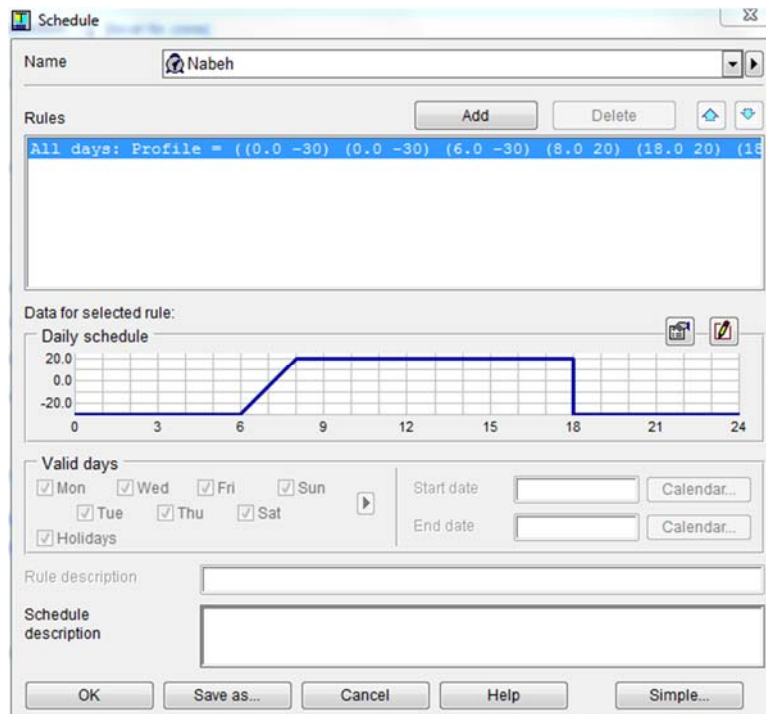 Schedule
Name Nabeh
Rules Add Delete
All days: Profile = ((0.0 -30) (0.0 -30) (6.0 -30) (8.0 20) (18.0 20) (18
Data for selected rule:
Daily schedule
20.0
0.0
-20.0
0 3 6 9 12 15 18 21 24
Valid days
Mon Wed Fri Sun
Tue Thu Sat
Holidays
Start date Calendar...
End date Calendar...
Rule description
Schedule
description
OK Save as... Cancel Help Simple...